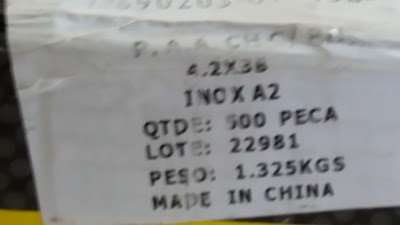 4.2X38
INOX A2
QTDE: 500 PECA
LOTE: 22981
PESO: 1.325KGS
MADE IN CHINA